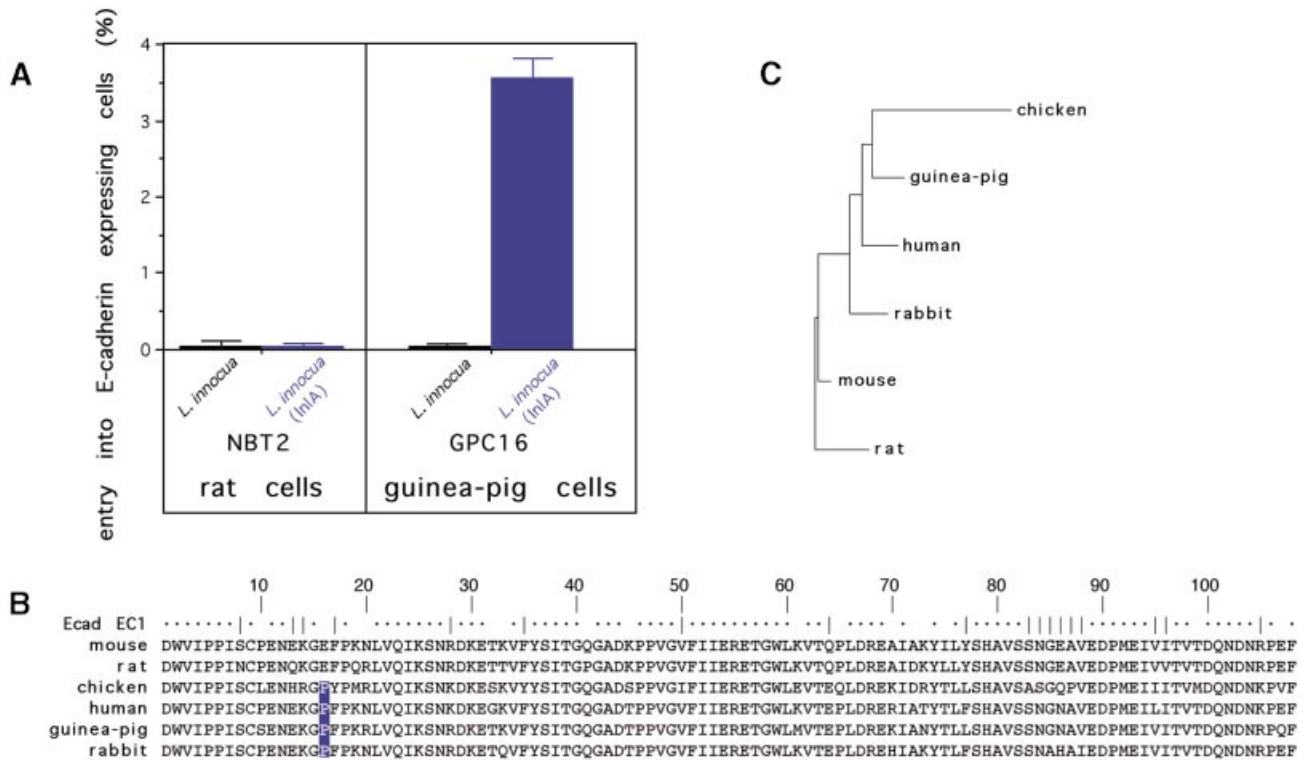 A
entry into E-cadherin expressing cells (%)
4
3
2
1
0
L. innocua
L. innocua
(InlA)
L. innocua
L. innocua
(InlA)
NBT2
GPC16
rat cells
guinea-pig cells
C
chicken
guinea-pig
human
rabbit
mouse
rat
B
10 20 30 40 50 60 70 80 90 100
Ecad EC1
mouse DWVIPPISCPENEKGEFPKNLVQIKSNRDKETKVFYSITGQGADKPPVGVFIIERETGWLKVTQPLDREAIAKYILYSHAVSSNGEAVEDPMEIVITVTDQNDNRPEF
rat DWVIPPINCPENQKGEFPQRLVQIKSNRDKETTVFYSITGPGADKPPVGVFIIERETGWLKVTQPLDREAIDKYLLYSHAVSSNGEAVEDPMEIVVTVTDQNDNRPEF
chicken DWVIPPISCLENHRGPYPMRLVQIKSNKDKESKVYYSITGQGADSPPVGIFIIERETGWLEVTEQLDREKIDRYTLLSHAVSASGQPVEDPMEIIITVMDQNDNKPVF
human DWVIPPISCPENEKGPFPKNLVQIKSNKDKEGKVFYSITGQGADTPPVGVFIIERETGWLKVTEPLDRERIATYTLFSHAVSSNGNAVEDPMEILITVTDQNDNKPEF
guinea-pig DWVIPPISCSENEKGPFPKNLVQIKSNRDKETKVFYSITGQGADTPPVGVFIIERETGWLMVTEPLDREKIANYTLYSHAVSSNGNAVEDPMEIVITVTDQNDNRPQF
rabbit DWVIPPISCPENEKGPFPKNLVQIKSNRDKETQVFYSITGQGADTPPVGVFIIERETGWLKVTEPLDREHIAKYTLFSHAVSSNAHAIEDPMEIVITVTDQNDNRPEF